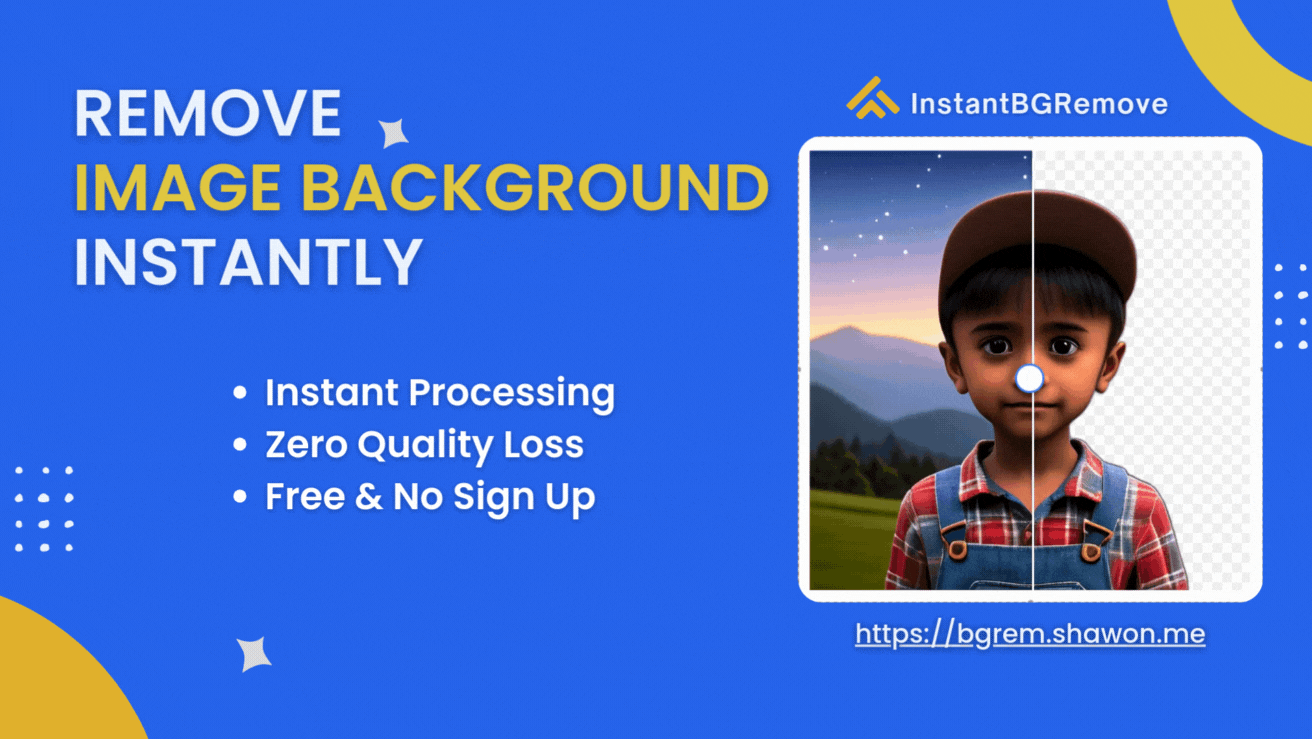 REMOVE
IMAGE BACKGROUND
INSTANTLY
Instant Processing
Zero Quality Loss
Free & No Sign Up
InstantBGRemove
https://bgrem.shawon.me